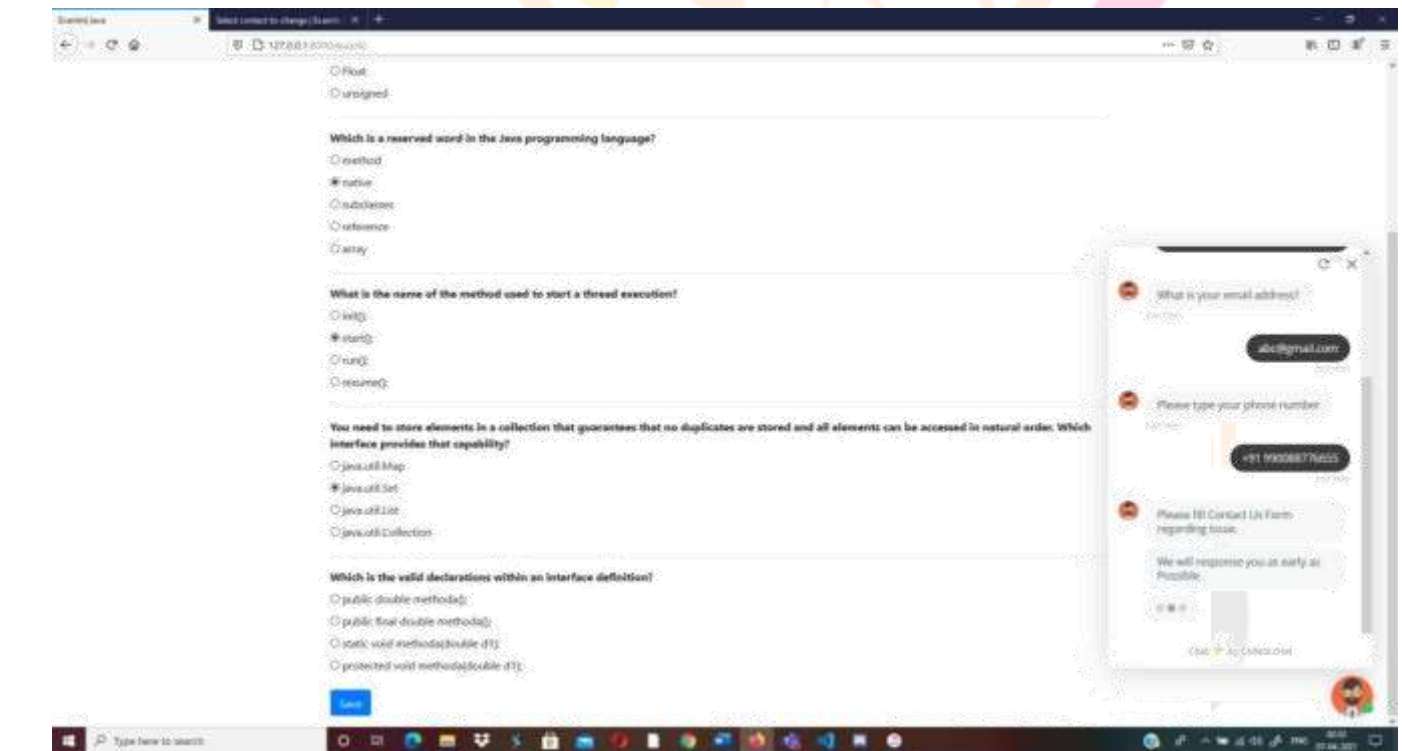 Select contact to change
Float
unsigned
Which is a reserved word in the Java programming language?
method
native
subclasses
reference
array
What is the name of the method used to start a thread execution?
init();
start();
run();
resume();
You need to store elements in a collection that guarantees that no duplicates are stored and all elements can be accessed in natural order. Which
interface provides that capability?
java.util.Map
java.util.Set
java.util.List
java.util.Collection
Which is the valid declarations within an interface definition?
public double methoda();
public final double methoda();
static void methoda(double d1);
protected void methoda(double d1);
Save
What is your email address?
abc@gmail.com
Please type your phone number
+91 990088776655
Please fill Contact Us Form
regarding issue.
We will response you as early as
Possible
Type here to search